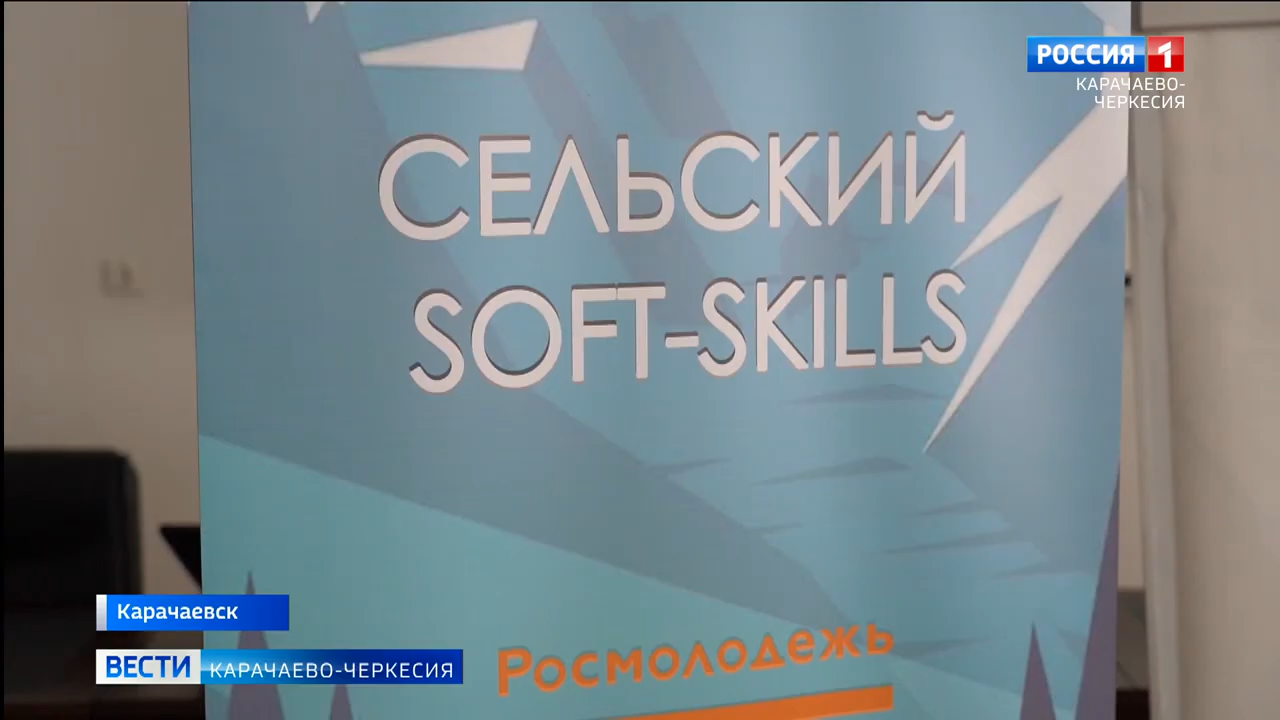 РОССИЯ 1
КАРАЧАЕВО-
ЧЕРКЕСИЯ
СЕЛЬСКИЙ
SOFT-SKILLS
Карачаевск
Росмолодежь
ВЕСТИ КАРАЧАЕВО-ЧЕРКЕСИЯ